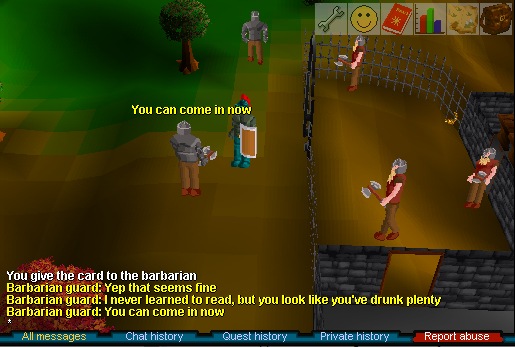 You can come in now
You give the card to the barbarian
Barbarian guard: Yep that seems fine
Barbarian guard: I never learned to read, but you look like you've drunk plenty
Barbarian guard: You can come in now
*
All messages
Chat history
Quest history
Private history
Report abuse